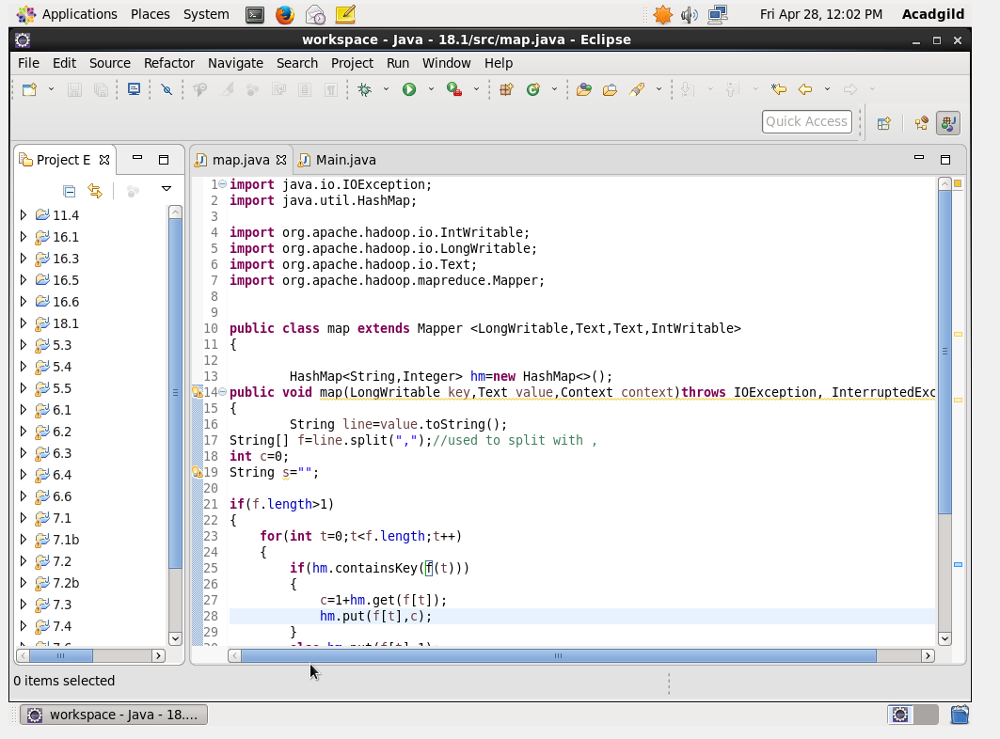 Applications Places System Fri Apr 28, 12:02 PM Acadgild
workspace - Java - 18.1/src/map.java - Eclipse
File Edit Source Refactor Navigate Search Project Run Window Help
Quick Access
Project E
11.4
16.1
16.3
16.5
16.6
18.1
5.3
5.4
5.5
6.1
6.2
6.3
6.4
6.6
7.1
7.1b
7.2
7.2b
7.3
7.4
map.java Main.java
1 import java.io.IOException;
2 import java.util.HashMap;
3
4 import org.apache.hadoop.io.IntWritable;
5 import org.apache.hadoop.io.LongWritable;
6 import org.apache.hadoop.io.Text;
7 import org.apache.hadoop.mapreduce.Mapper;
8
9
10 public class map extends Mapper <LongWritable,Text,Text,IntWritable>
11 {
12
13 HashMap<String,Integer> hm=new HashMap<>();
14 public void map(LongWritable key,Text value,Context context)throws IOException, InterruptedExc
15 {
16 String line=value.toString();
17 String[] f=line.split(",");//used to split with ,
18 int c=0;
19 String s="";
20
21 if(f.length>1)
22 {
23 for(int t=0;t<f.length;t++)
24 {
25 if(hm.containsKey(f(t)))
26 {
27 c=1+hm.get(f[t]);
28 hm.put(f[t],c);
29 }
0 items selected
workspace - Java - 18....